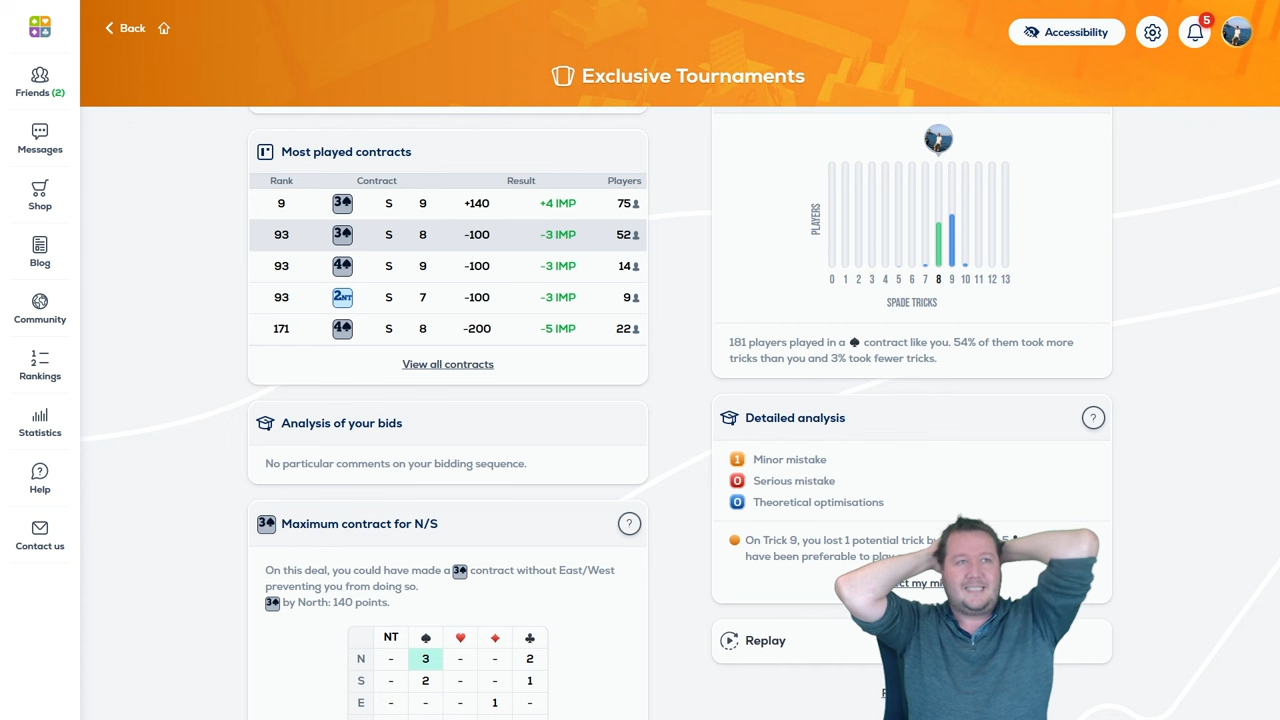 Back
Accessibility
5
Exclusive Tournaments
Friends (2)
Messages
Shop
Blog
Community
1
2
Rankings
Statistics
Help
Contact us
Most played contracts
Rank Contract Result Players
9 3♠ S 9 +140 +4 IMP 75
93 3♠ S 8 -100 -3 IMP 52
93 4♠ S 9 -100 -3 IMP 14
93 2NT S 7 -100 -3 IMP 9
171 4♠ S 8 -200 -5 IMP 22
View all contracts
Analysis of your bids
No particular comments on your bidding sequence.
3♠ Maximum contract for N/S ?
On this deal, you could have made a 3♠ contract without East/West
preventing you from doing so.
3♠ by North: 140 points.
NT ♠ ♥ ♦ ♣
N - 3 - - 2
S - 2 - - 1
E - - - 1 -
PLAYERS
0 1 2 3 4 5 6 7 8 9 10 11 12 13
SPADE TRICKS
181 players played in a ♠ contract like you. 54% of them took more
tricks than you and 3% took fewer tricks.
Detailed analysis ?
1 Minor mistake
0 Serious mistake
0 Theoretical optimisations
On Trick 9, you lost 1 potential trick
have been preferable to
my
Replay